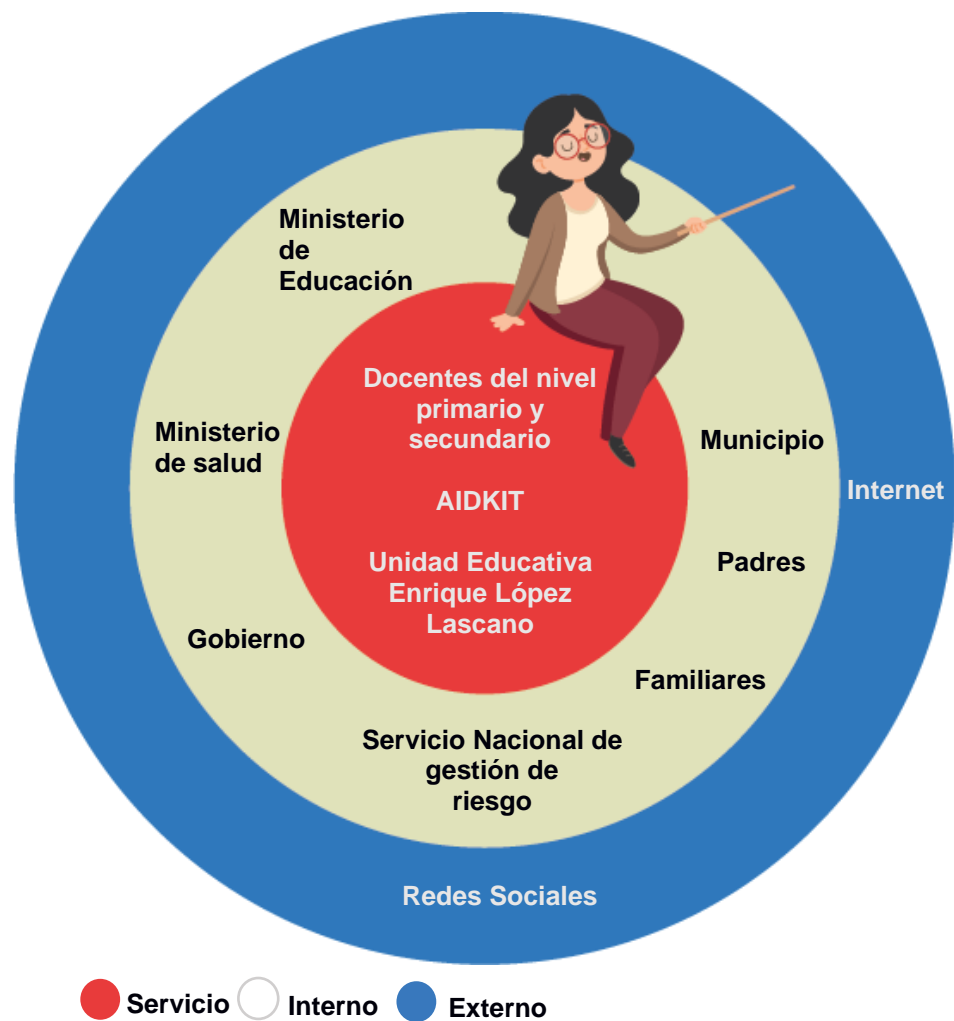 Ministerio
de
Educación
Docentes del nivel
primario y
secundario
Ministerio
de salud
Municipio
AIDKIT
Internet
Unidad Educativa
Enrique López
Lascano
Padres
Gobierno
Familiares
Servicio Nacional de
gestión de
riesgo
Redes Sociales
Servicio
Interno
Externo